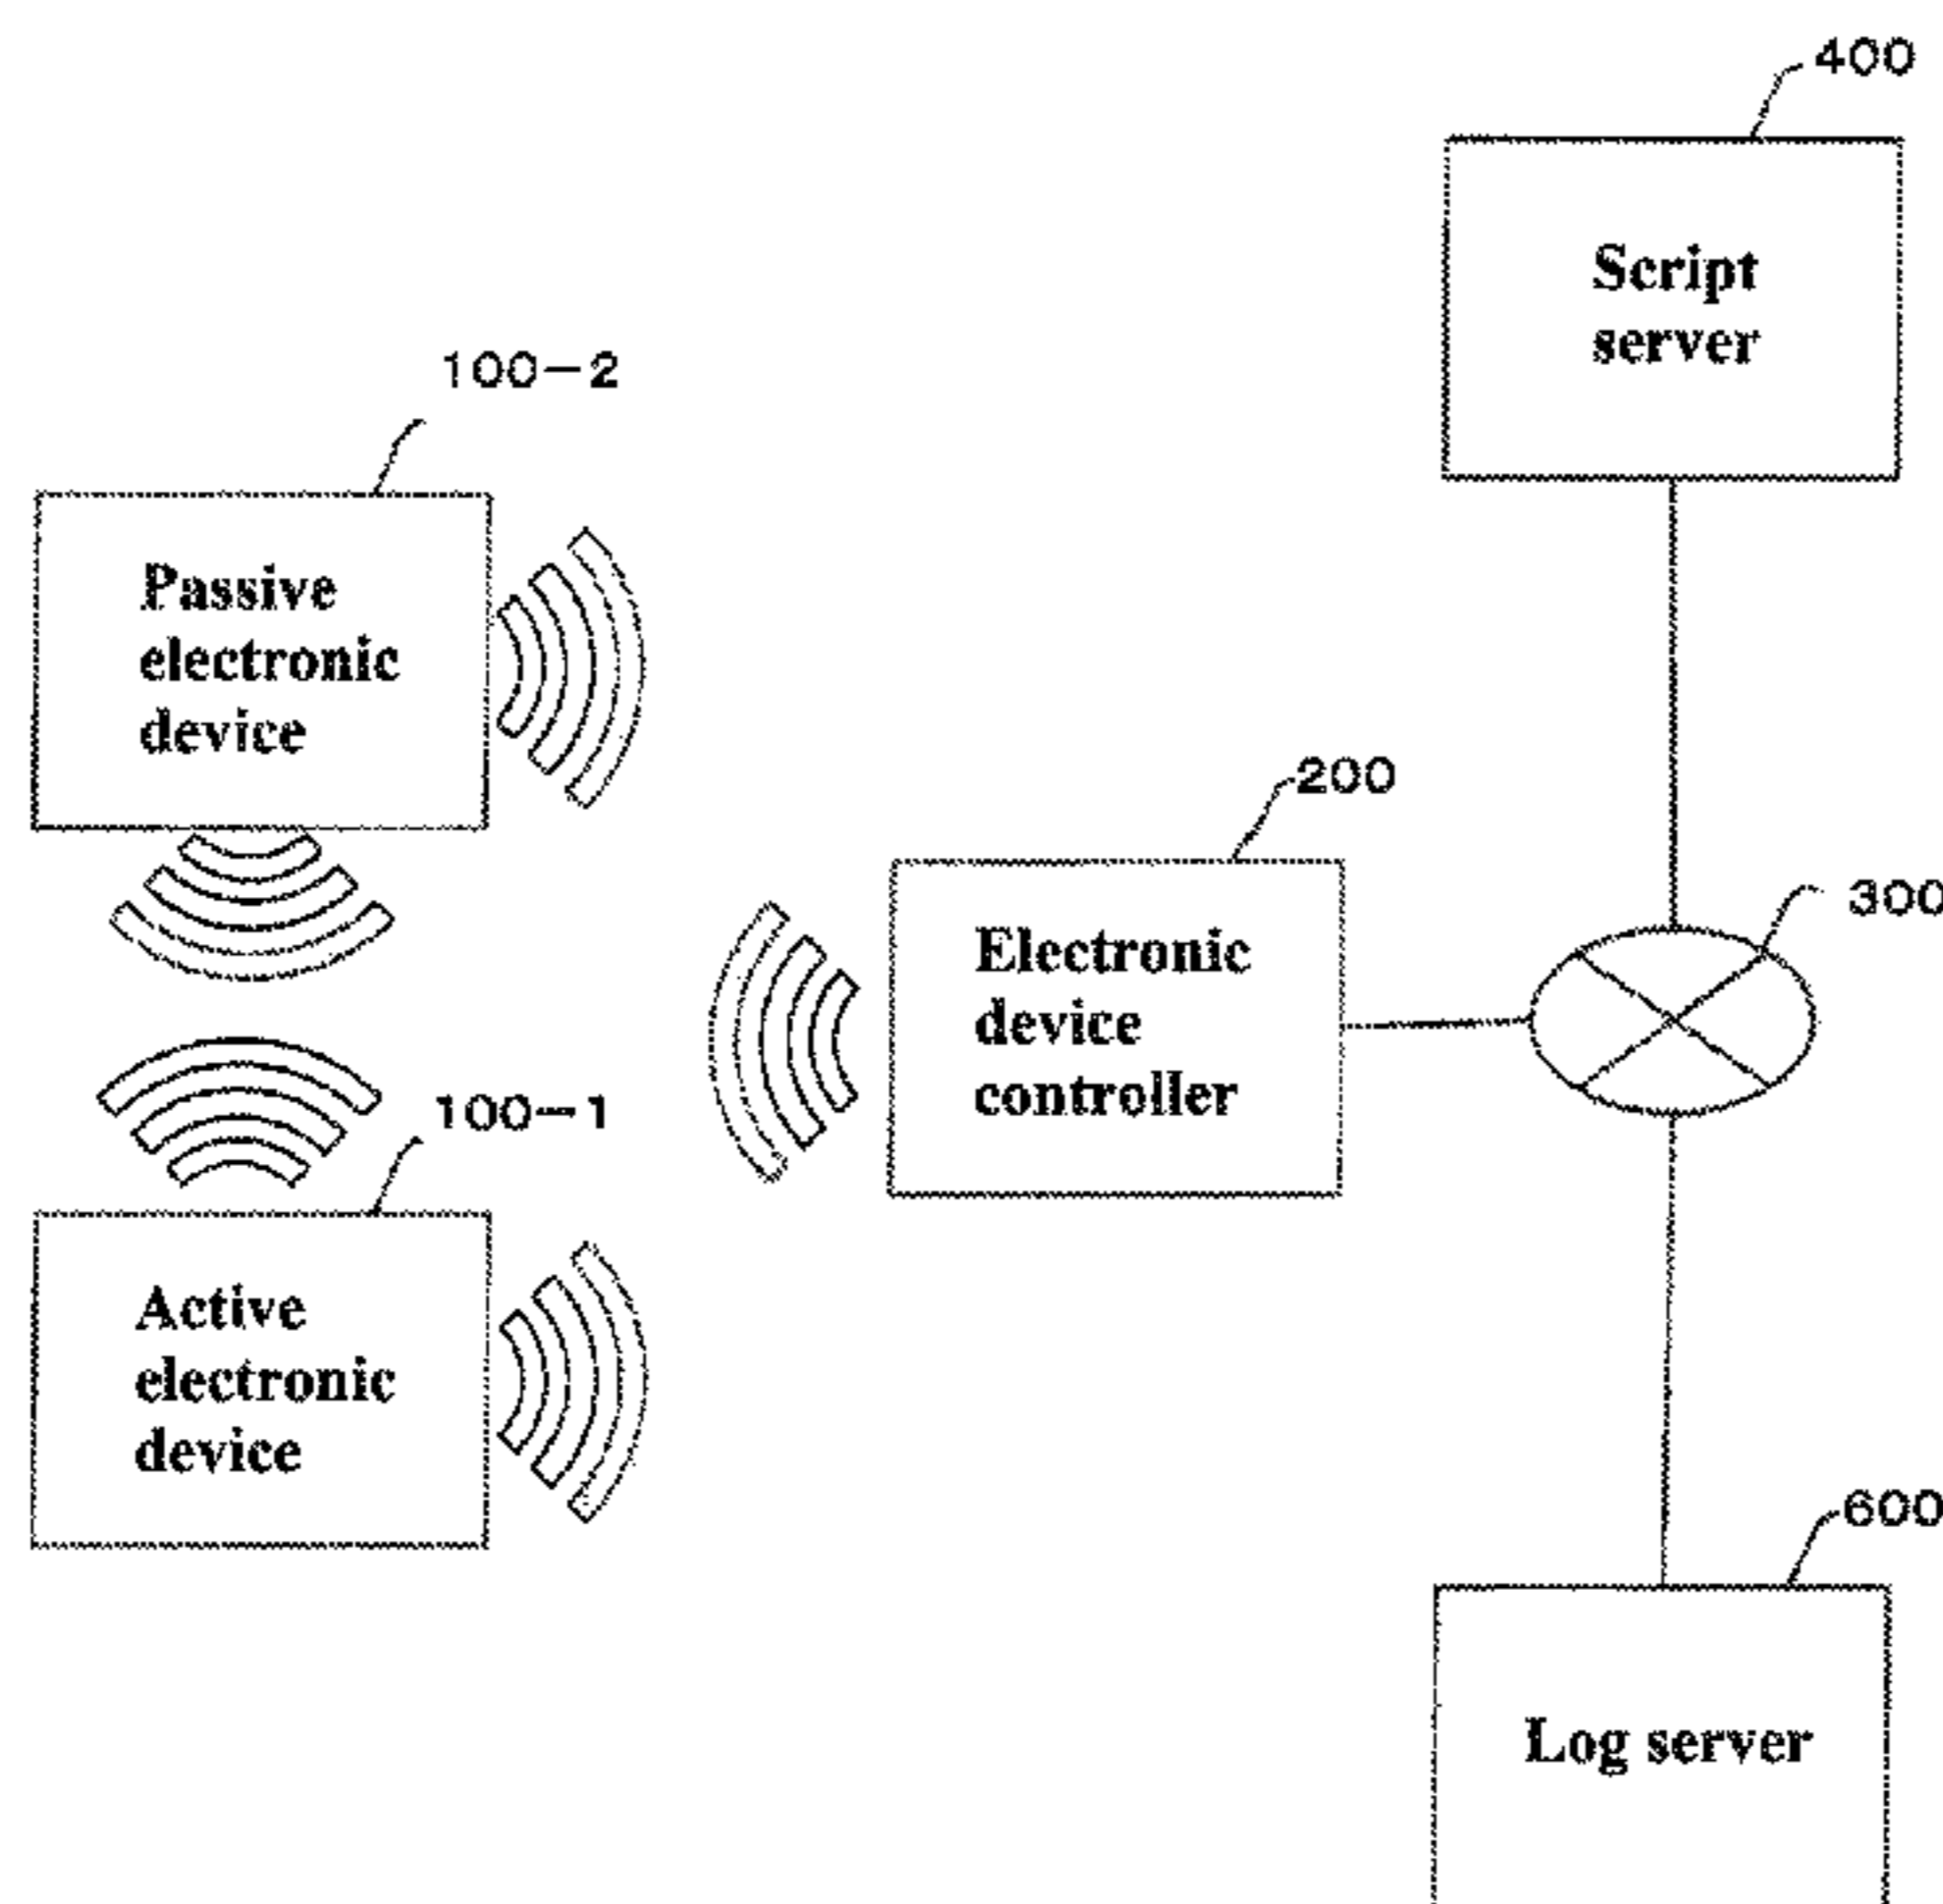 400
Script
server
100-2
Passive
electronic
device
200
Electronic
device
controller
300
100-1
Active
electronic
device
600
Log server